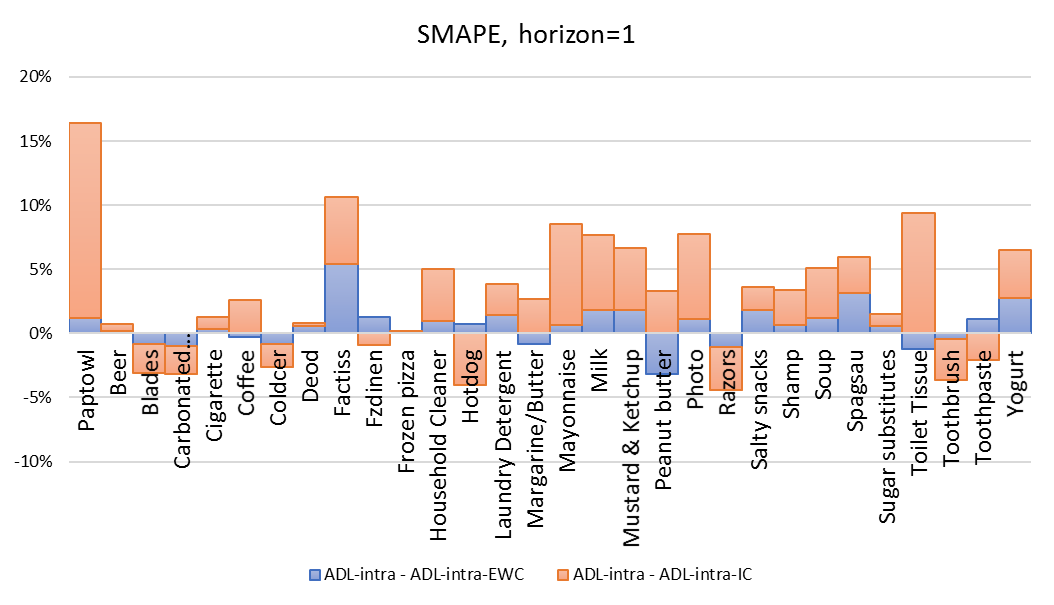 SMAPE, horizon=1
20%
15%
10%
5%
0%
-5%
-10%
Paptowl
Beer
Blades
Carbonated...
Cigarette
Coffee
Coldcer
Deod
Factiss
Fzdinen
Frozen pizza
Household Cleaner
Hotdog
Laundry Detergent
Margarine/Butter
Mayonnaise
Milk
Mustard & Ketchup
Peanut butter
Photo
Razors
Salty snacks
Shamp
Soup
Spagsau
Sugar substitutes
Toilet Tissue
Toothbrush
Toothpaste
Yogurt
ADL-intra - ADL-intra-EWC
ADL-intra - ADL-intra-IC